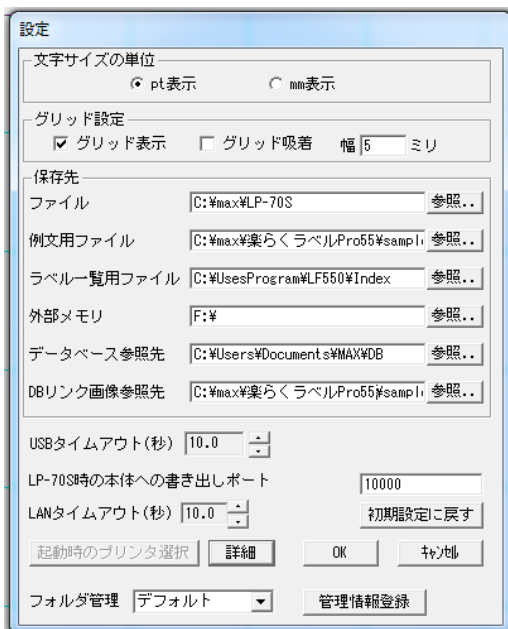 設定
文字サイズの単位
pt表示 mm表示
グリッド設定
グリッド表示 グリッド吸着 幅 5 ミリ
保存先
ファイル C:¥max¥LP-70S 参照..
例文用ファイル C:¥max¥楽らくラベルPro55¥sampl 参照..
ラベル一覧用ファイル C:¥UsesProgram¥LF550¥Index 参照..
外部メモリ F:¥ 参照..
データベース参照先 C:¥Users¥Documents¥MAX¥DB 参照..
DBリンク画像参照先 C:¥max¥楽らくラベルPro55¥sampl 参照..
USBタイムアウト(秒) 10.0
LP-70S時の本体への書き出しポート 10000
LANタイムアウト(秒) 10.0 初期設定に戻す
起動時のプリンタ選択 詳細 OK キャンセル
フォルダ管理 デフォルト 管理情報登録